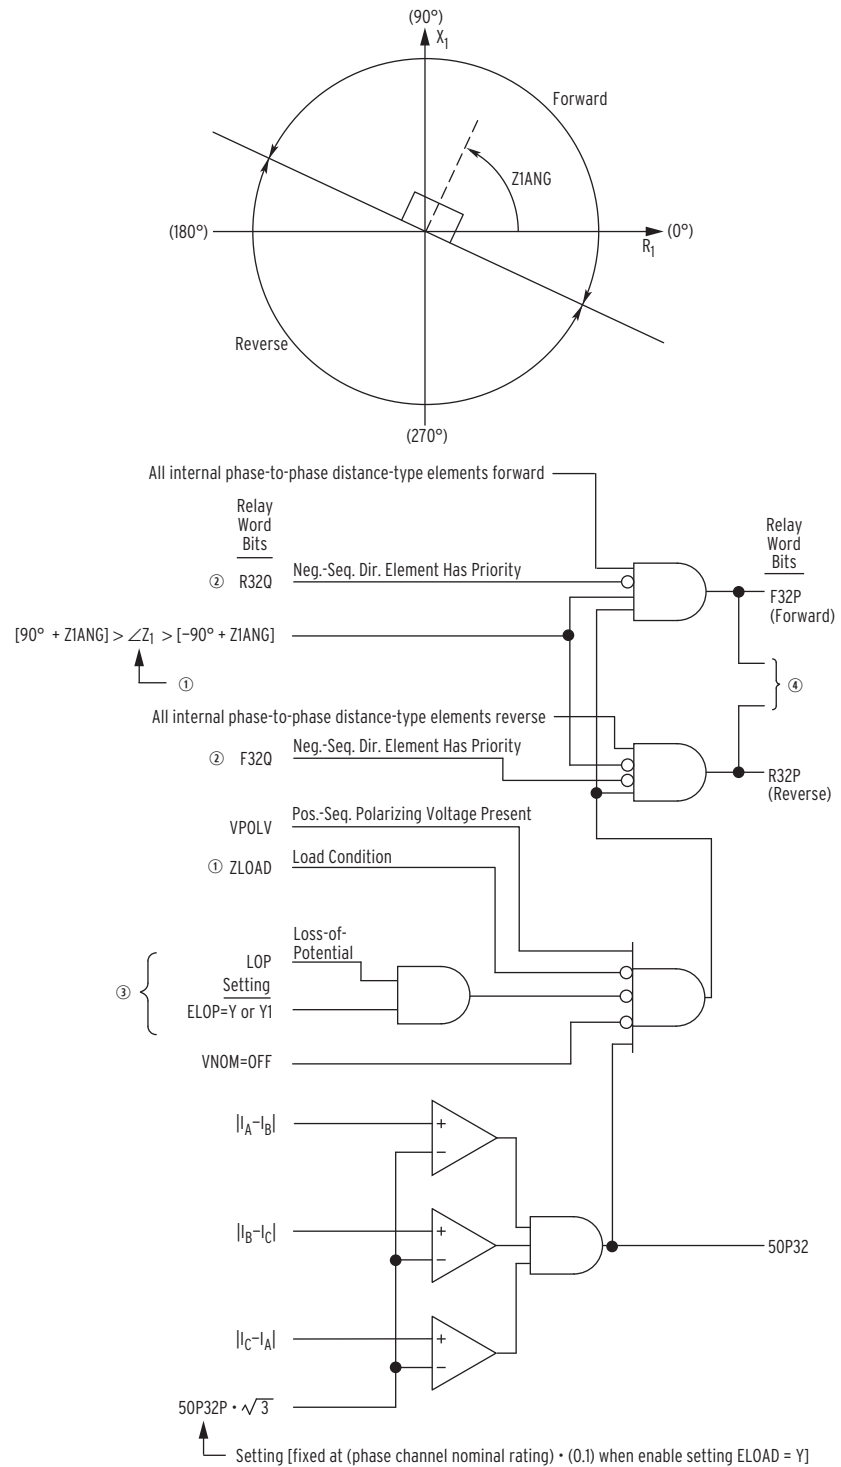 (90°)
X1
Forward
Z1ANG
(180°)
(0°)
R1
Reverse
(270°)
All internal phase-to-phase distance-type elements forward
Relay
Word
Bits
Relay
Word
Bits
② R32Q
Neg.-Seq. Dir. Element Has Priority
F32P
(Forward)
[90° + Z1ANG] > ∠Z1 > [−90° + Z1ANG]
①
④
All internal phase-to-phase distance-type elements reverse
② F32Q
Neg.-Seq. Dir. Element Has Priority
R32P
(Reverse)
VPOLV
Pos.-Seq. Polarizing Voltage Present
① ZLOAD
Load Condition
Loss-of-
Potential
LOP
Setting
③
ELOP=Y or Y1
VNOM=OFF
|IA−IB|
+
−
|IB−IC|
+
−
50P32
|IC−IA|
+
−
50P32P • √3
Setting [fixed at (phase channel nominal rating) • (0.1) when enable setting ELOAD = Y]